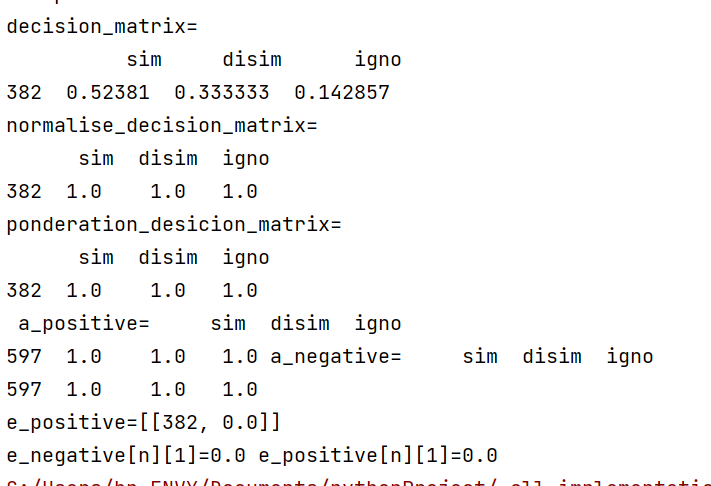 decision_matrix=
sim disim igno
382 0.52381 0.333333 0.142857
normalise_decision_matrix=
sim disim igno
382 1.0 1.0 1.0
ponderation_desicion_matrix=
sim disim igno
382 1.0 1.0 1.0
a_positive= sim disim igno
597 1.0 1.0 1.0 a_negative= sim disim igno
597 1.0 1.0 1.0
e_positive=[[382, 0.0]]
e_negative[n][1]=0.0 e_positive[n][1]=0.0